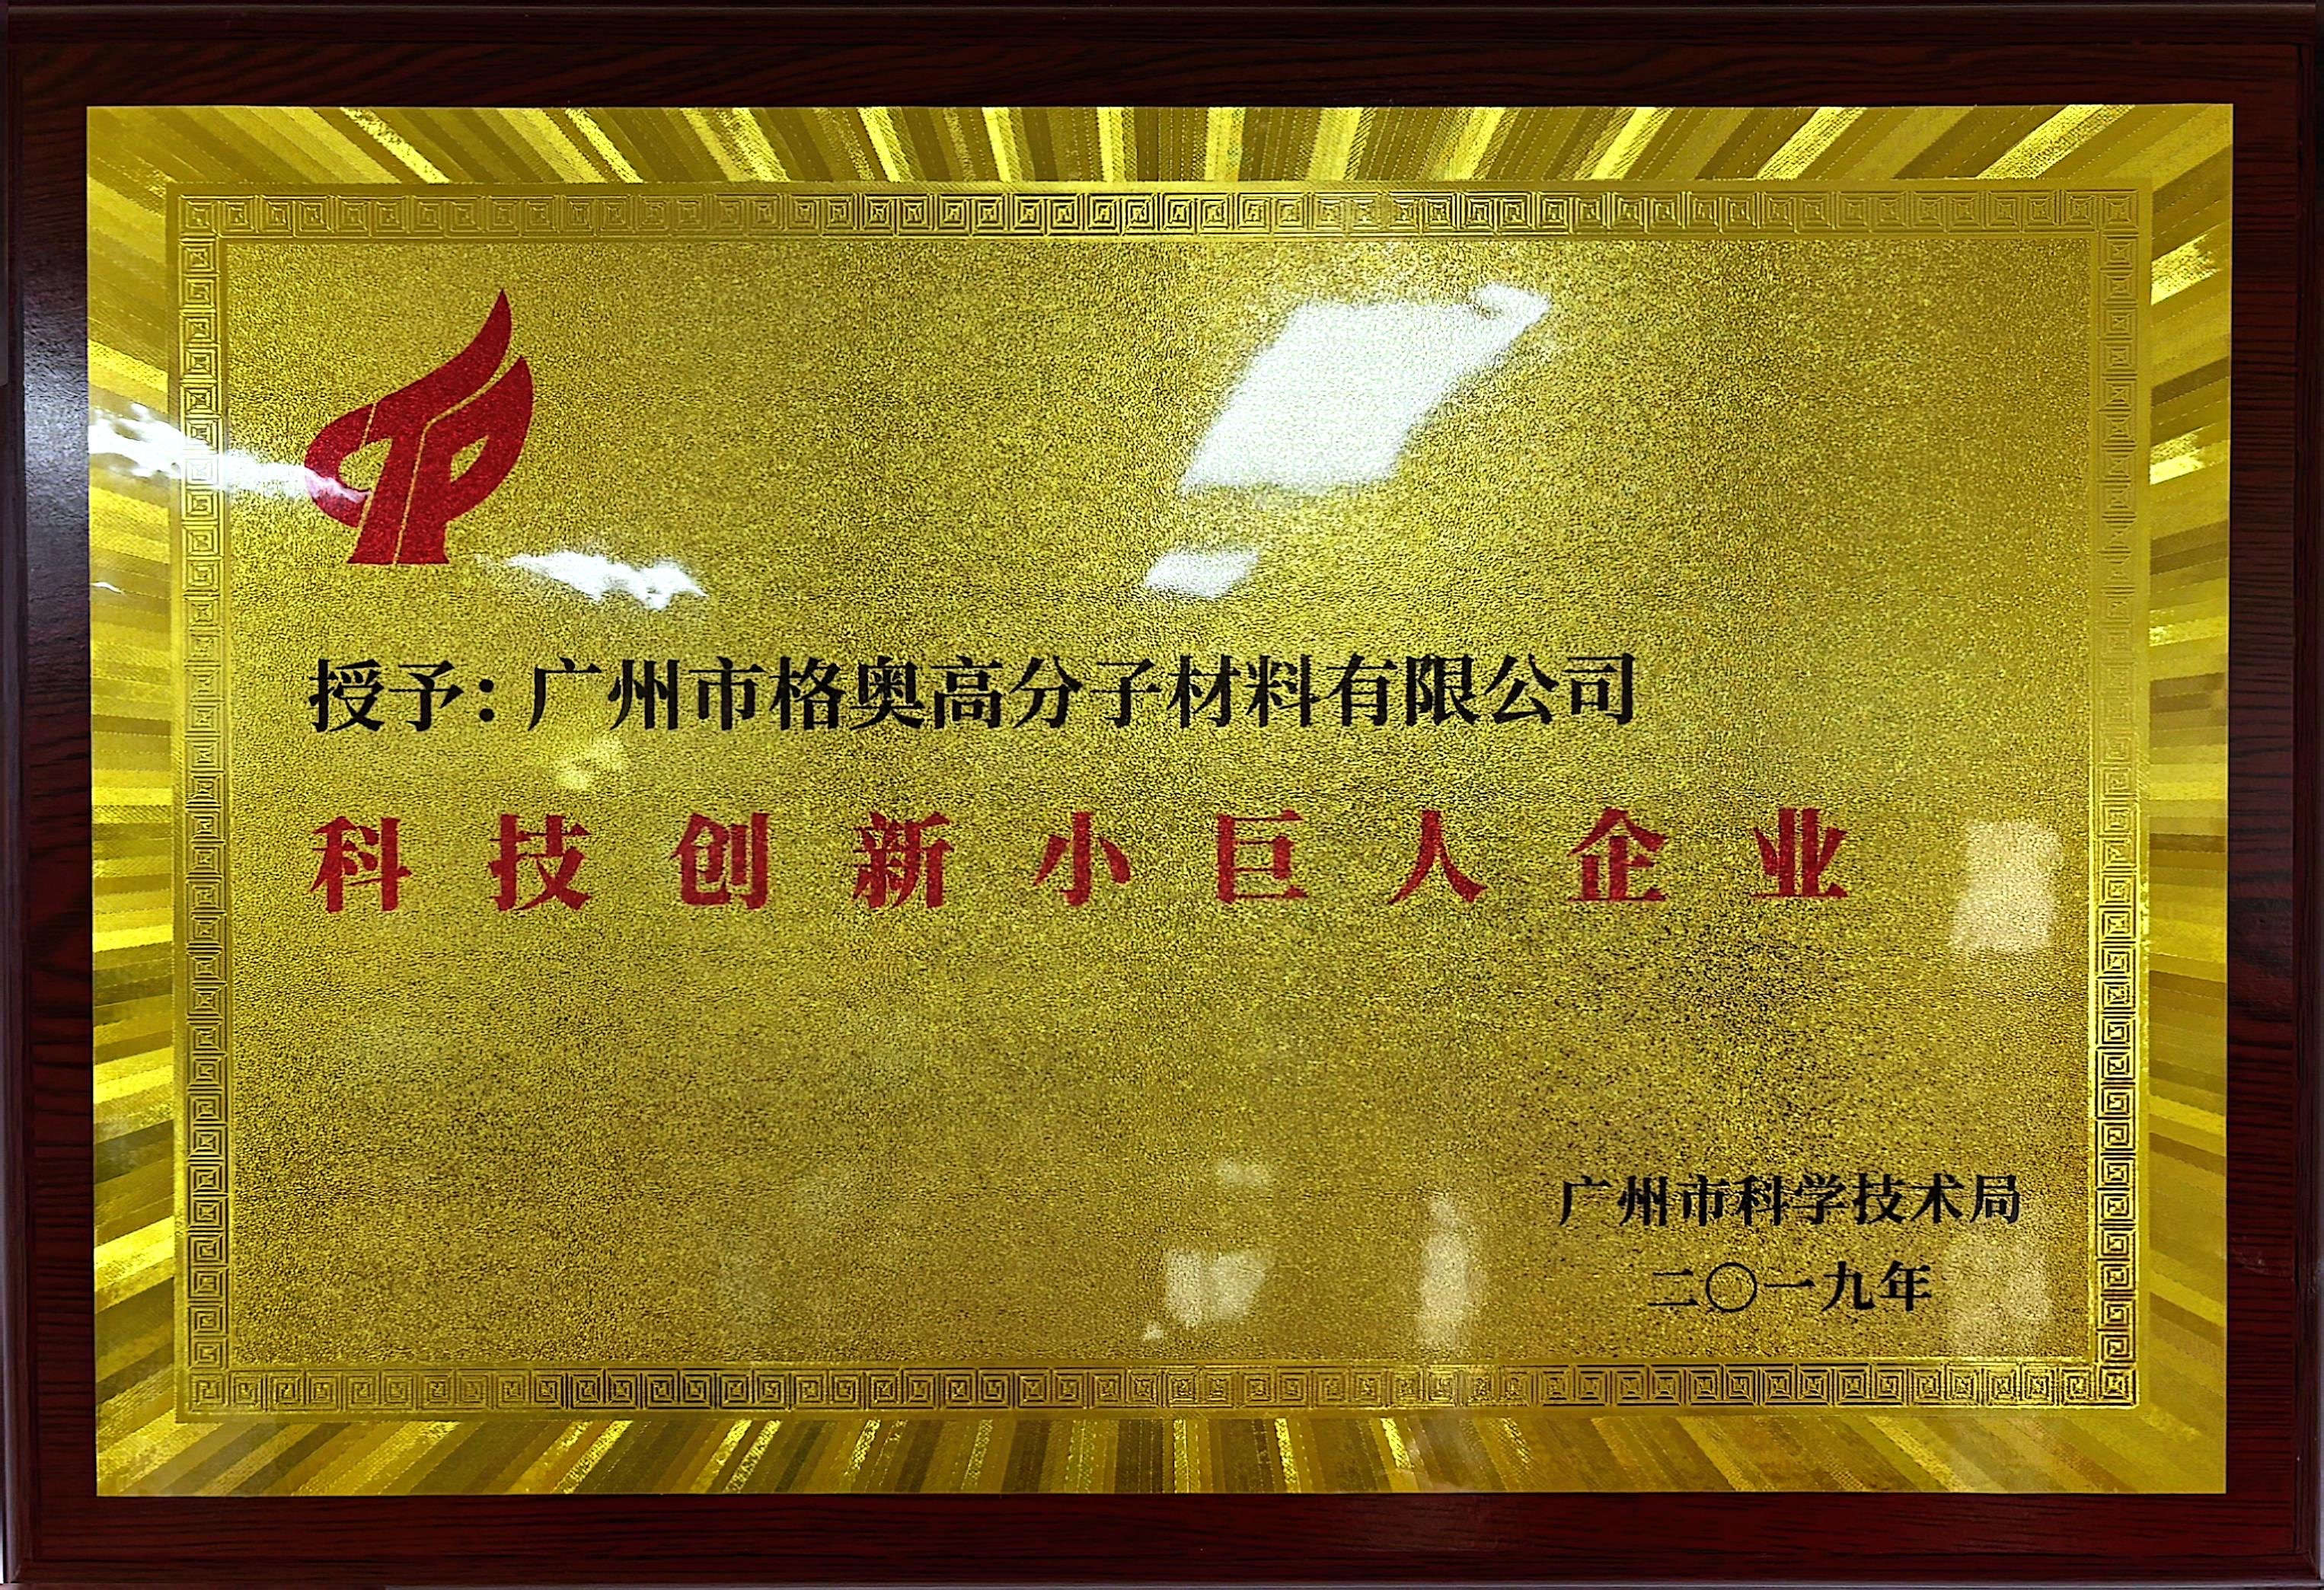 授予：广州市格奥高分子材料有限公司
科技创新小巨人企业
广州市科学技术局
二〇一九年